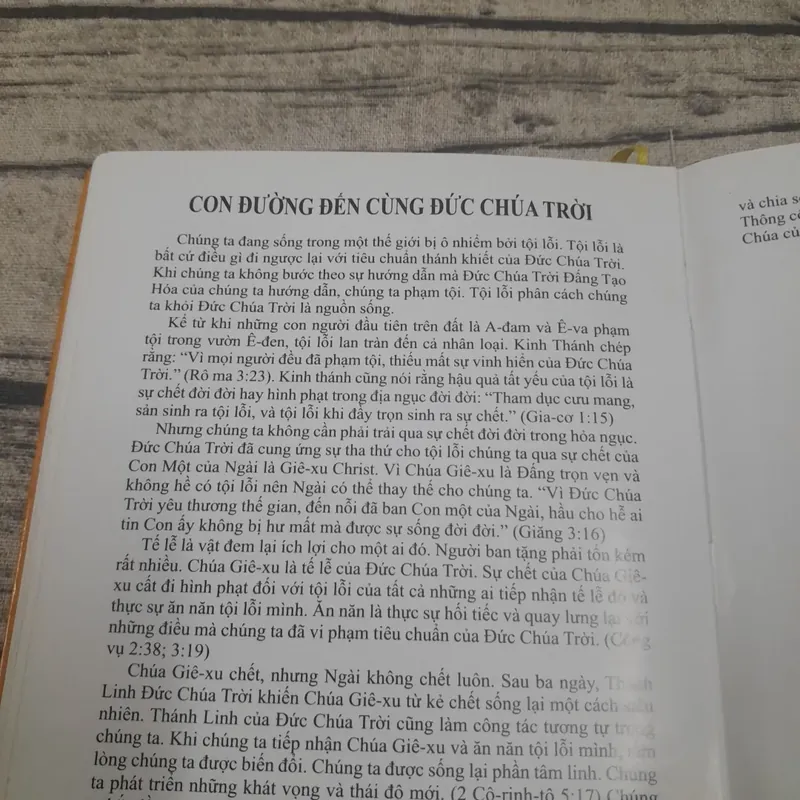 CON ĐƯỜNG ĐẾN CÙNG ĐỨC CHÚA TRỜI
Chúng ta đang sống trong một thế giới bị ô nhiễm bởi tội lỗi. Tội lỗi là
bất cứ điều gì đi ngược lại với tiêu chuẩn thánh khiết của Đức Chúa Trời.
Khi chúng ta không bước theo sự hướng dẫn mà Đức Chúa Trời Đấng Tạo
Hóa của chúng ta hướng dẫn, chúng ta phạm tội. Tội lỗi phân cách chúng
ta khỏi Đức Chúa Trời là nguồn sống.
Kể từ khi những con người đầu tiên trên đất là A-đam và Ê-va phạm
tội trong vườn Ê-đen, tội lỗi lan tràn đến cả nhân loại. Kinh Thánh chép
rằng: “Vì mọi người đều đã phạm tội, thiếu mất sự vinh hiển của Đức Chúa
Trời.” (Rô ma 3:23). Kinh thánh cũng nói rằng hậu quả tất yếu của tội lỗi là
sự chết đời đời hay hình phạt trong địa ngục đời đời: “Tham dục cưu mang,
sản sinh ra tội lỗi, và tội lỗi khi đầy trọn sinh ra sự chết.” (Gia-cơ 1:15)
Nhưng chúng ta không cần phải trải qua sự chết đời đời trong hỏa ngục.
Đức Chúa Trời đã cung ứng sự tha thứ cho tội lỗi chúng ta qua sự chết của
Con Một của Ngài là Giê-xu Christ. Vì Chúa Giê-xu là Đấng trọn vẹn và
không hề có tội lỗi nên Ngài có thể thay thế cho chúng ta. “Vì Đức Chúa
Trời yêu thương thế gian, đến nỗi đã ban Con một của Ngài, hầu cho hễ ai
tin Con ấy không bị hư mất mà được sự sống đời đời.” (Giăng 3:16)
Tế lễ là vật đem lại ích lợi cho một ai đó. Người ban tặng phải tốn kém
rất nhiều. Chúa Giê-xu là tế lễ của Đức Chúa Trời. Sự chết của Chúa Giê-
xu cất đi hình phạt đối với tội lỗi của tất cả những ai tiếp nhận tế lễ đó và
thực sự ăn năn tội lỗi mình. Ăn năn là thực sự hối tiếc và quay lưng lại với
những điều mà chúng ta đã vi phạm tiêu chuẩn của Đức Chúa Trời. (Công
vụ 2:38; 3:19)
Chúa Giê-xu chết, nhưng Ngài không chết luôn. Sau ba ngày, Thánh
Linh Đức Chúa Trời khiến Chúa Giê-xu từ kẻ chết sống lại một cách siêu
nhiên. Thánh Linh của Đức Chúa Trời cũng làm công tác tương tự trong
chúng ta. Khi chúng ta tiếp nhận Chúa Giê-xu và ăn năn tội lỗi mình, tấm
lòng chúng ta được biến đổi. Chúng ta được sống lại phần tâm linh. Chúng
ta phát triển những khát vọng và thái độ mới. (2 Cô-rinh-tô 5:17) Chúng
và chia
Thông
Chúa